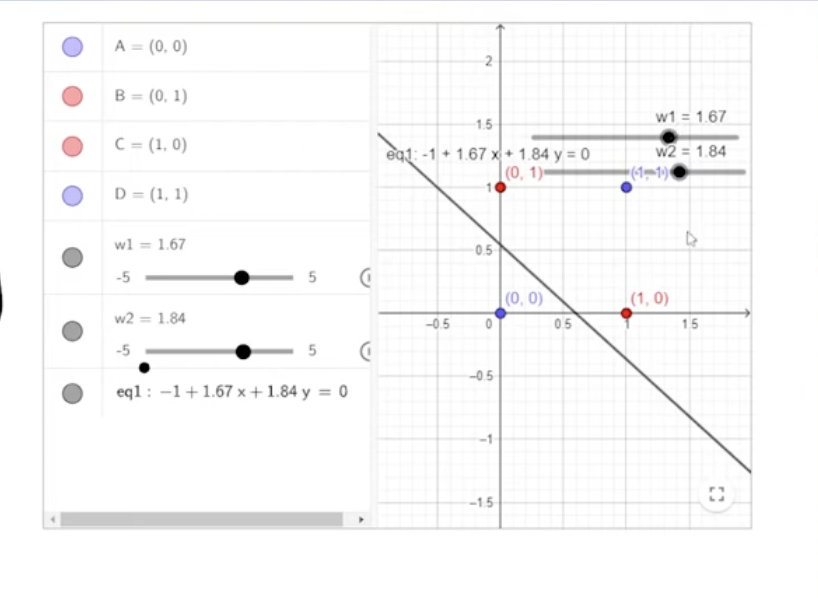 A = (0, 0)
B = (0, 1)
C = (1, 0)
D = (1, 1)
w1 = 1.67
-5 5
w2 = 1.84
-5 5
eq1 : −1 + 1.67 x + 1.84 y = 0
2
w1 = 1.67
1.5
w2 = 1.84
eq1: -1 + 1.67 x + 1.84 y = 0
(0, 1) (1, 1)
1
0.5
(0, 0) (1, 0)
−0.5 0 0.5 1 1.5
−0.5
−1
−1.5